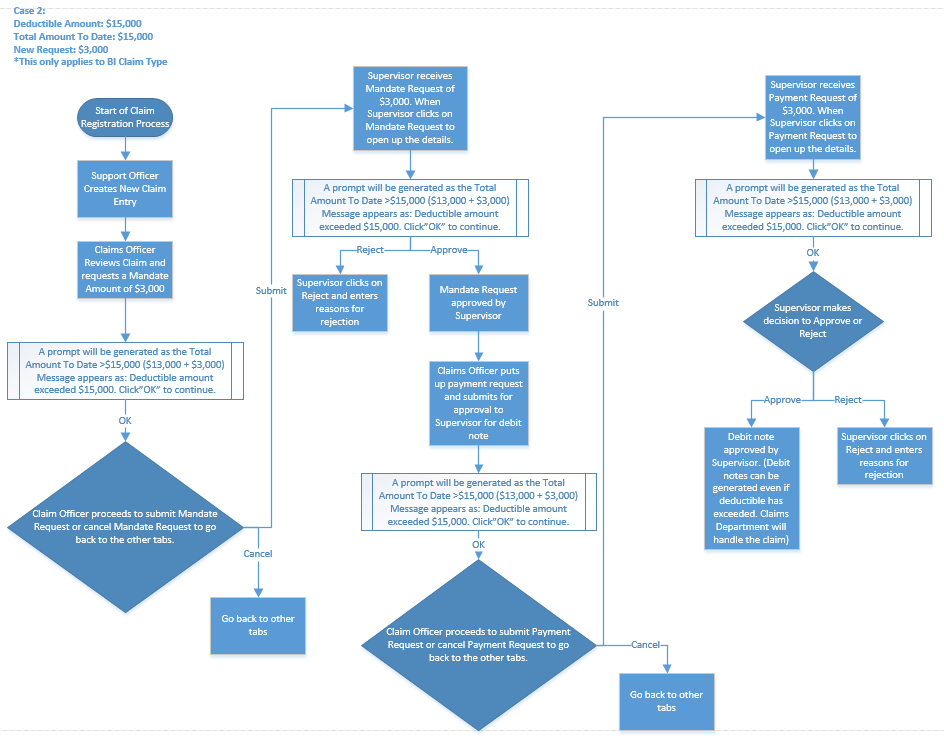 Case 2:
Deductible Amount: $15,000
Total Amount To Date: $15,000
New Request: $3,000
*This only applies to BI Claim Type
Start of Claim
Registration Process
Support Officer
Creates New Claim
Entry
Claims Officer
Reviews Claim and
requests a Mandate
Amount of $3,000
A prompt will be generated as the Total
Amount To Date >$15,000 ($13,000 + $3,000)
Message appears as: Deductible amount
exceeded $15,000. Click"OK" to continue.
OK
Claim Officer proceeds to submit Mandate
Request or cancel Mandate Request to go
back to the other tabs.
Cancel
Go back to other
tabs
Submit
Supervisor receives
Mandate Request of
$3,000. When
Supervisor clicks on
Mandate Request to
open up the details.
A prompt will be generated as the Total
Amount To Date >$15,000 ($13,000 + $3,000)
Message appears as: Deductible amount
exceeded $15,000. Click"OK" to continue.
Reject
Approve
Supervisor clicks on
Reject and enters
reasons for
rejection
Mandate Request
approved by
Supervisor
Claims Officer puts
up payment request
and submits for
approval to
Supervisor for debit
note
A prompt will be generated as the Total
Amount To Date >$15,000 ($13,000 + $3,000)
Message appears as: Deductible amount
exceeded $15,000. Click"OK" to continue.
OK
Claim Officer proceeds to submit Payment
Request or cancel Payment Request to go
back to the other tabs.
Cancel
Go back to other
tabs
Submit
Supervisor receives
Payment Request of
$3,000. When
Supervisor clicks on
Payment Request to
open up the details.
A prompt will be generated as the Total
Amount To Date >$15,000 ($13,000 + $3,000)
Message appears as: Deductible amount
exceeded $15,000. Click"OK" to continue.
OK
Supervisor makes
decision to Approve or
Reject
Approve
Reject
Debit note
approved by
Supervisor. (Debit
notes can be
generated even if
deductible has
exceeded. Claims
Department will
handle the claim)
Supervisor clicks on
Reject and enters
reasons for
rejection